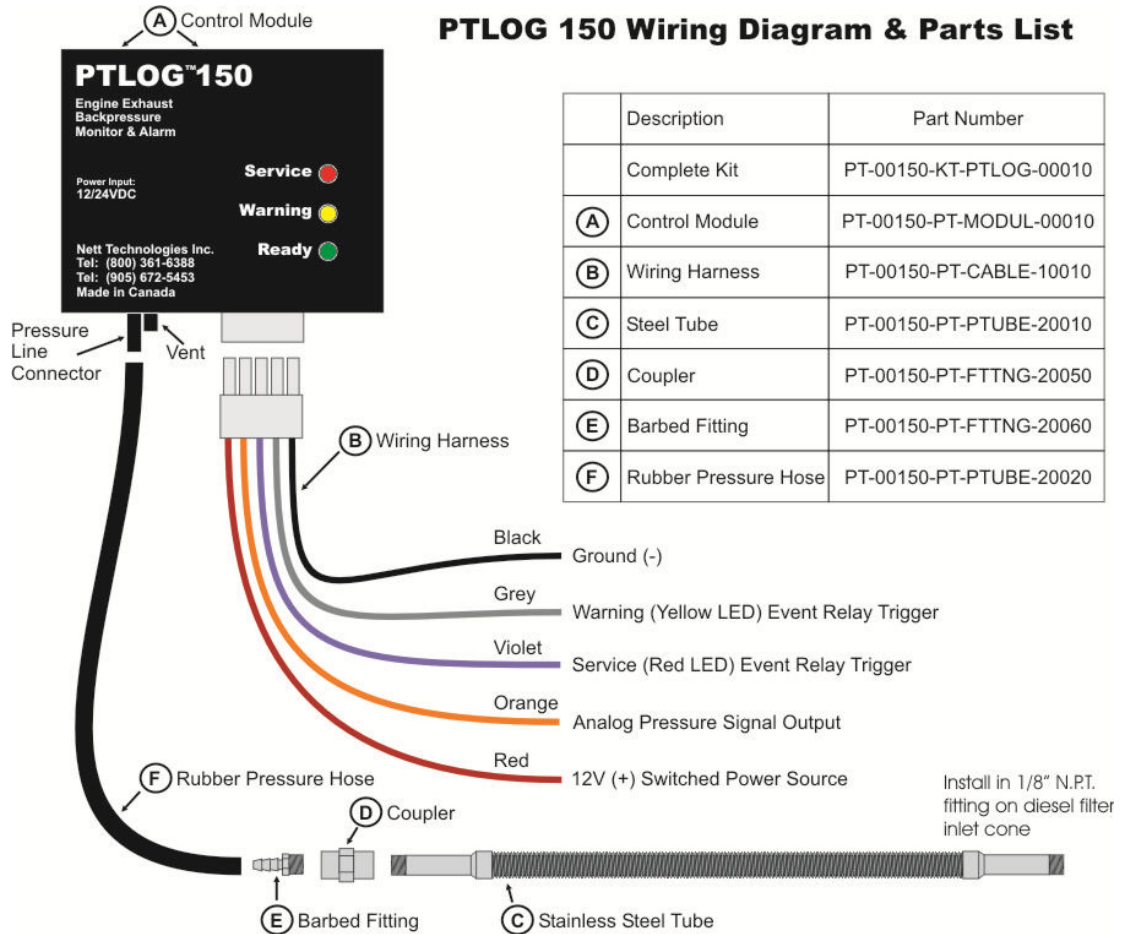 A Control Module
PTLOG 150 Wiring Diagram & Parts List
PTLOG™150
Engine Exhaust
Backpressure
Monitor & Alarm
Power Input:
12/24VDC
Service
Warning
Ready
Nett Technologies Inc.
Tel: (800) 361-6388
Tel: (905) 672-5453
Made in Canada
Description Part Number
Complete Kit PT-00150-KT-PTLOG-00010
A Control Module PT-00150-PT-MODUL-00010
B Wiring Harness PT-00150-PT-CABLE-10010
C Steel Tube PT-00150-PT-PTUBE-20010
D Coupler PT-00150-PT-FTTNG-20050
E Barbed Fitting PT-00150-PT-FTTNG-20060
F Rubber Pressure Hose PT-00150-PT-PTUBE-20020
Pressure
Line
Connector
Vent
B Wiring Harness
Black Ground (-)
Grey Warning (Yellow LED) Event Relay Trigger
Violet Service (Red LED) Event Relay Trigger
Orange Analog Pressure Signal Output
Red 12V (+) Switched Power Source
F Rubber Pressure Hose
D Coupler
Install in 1/8" N.P.T.
fitting on diesel filter
inlet cone
E Barbed Fitting
C Stainless Steel Tube